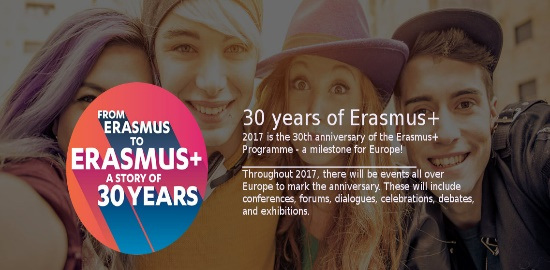 FROM
ERASMUS
TO
ERASMUS+
A STORY OF
30 YEARS
30 years of Erasmus+
2017 is the 30th anniversary of the Erasmus+
Programme - a milestone for Europe!
Throughout 2017, there will be events all over
Europe to mark the anniversary. These will include
conferences, forums, dialogues, celebrations, debates,
and exhibitions.